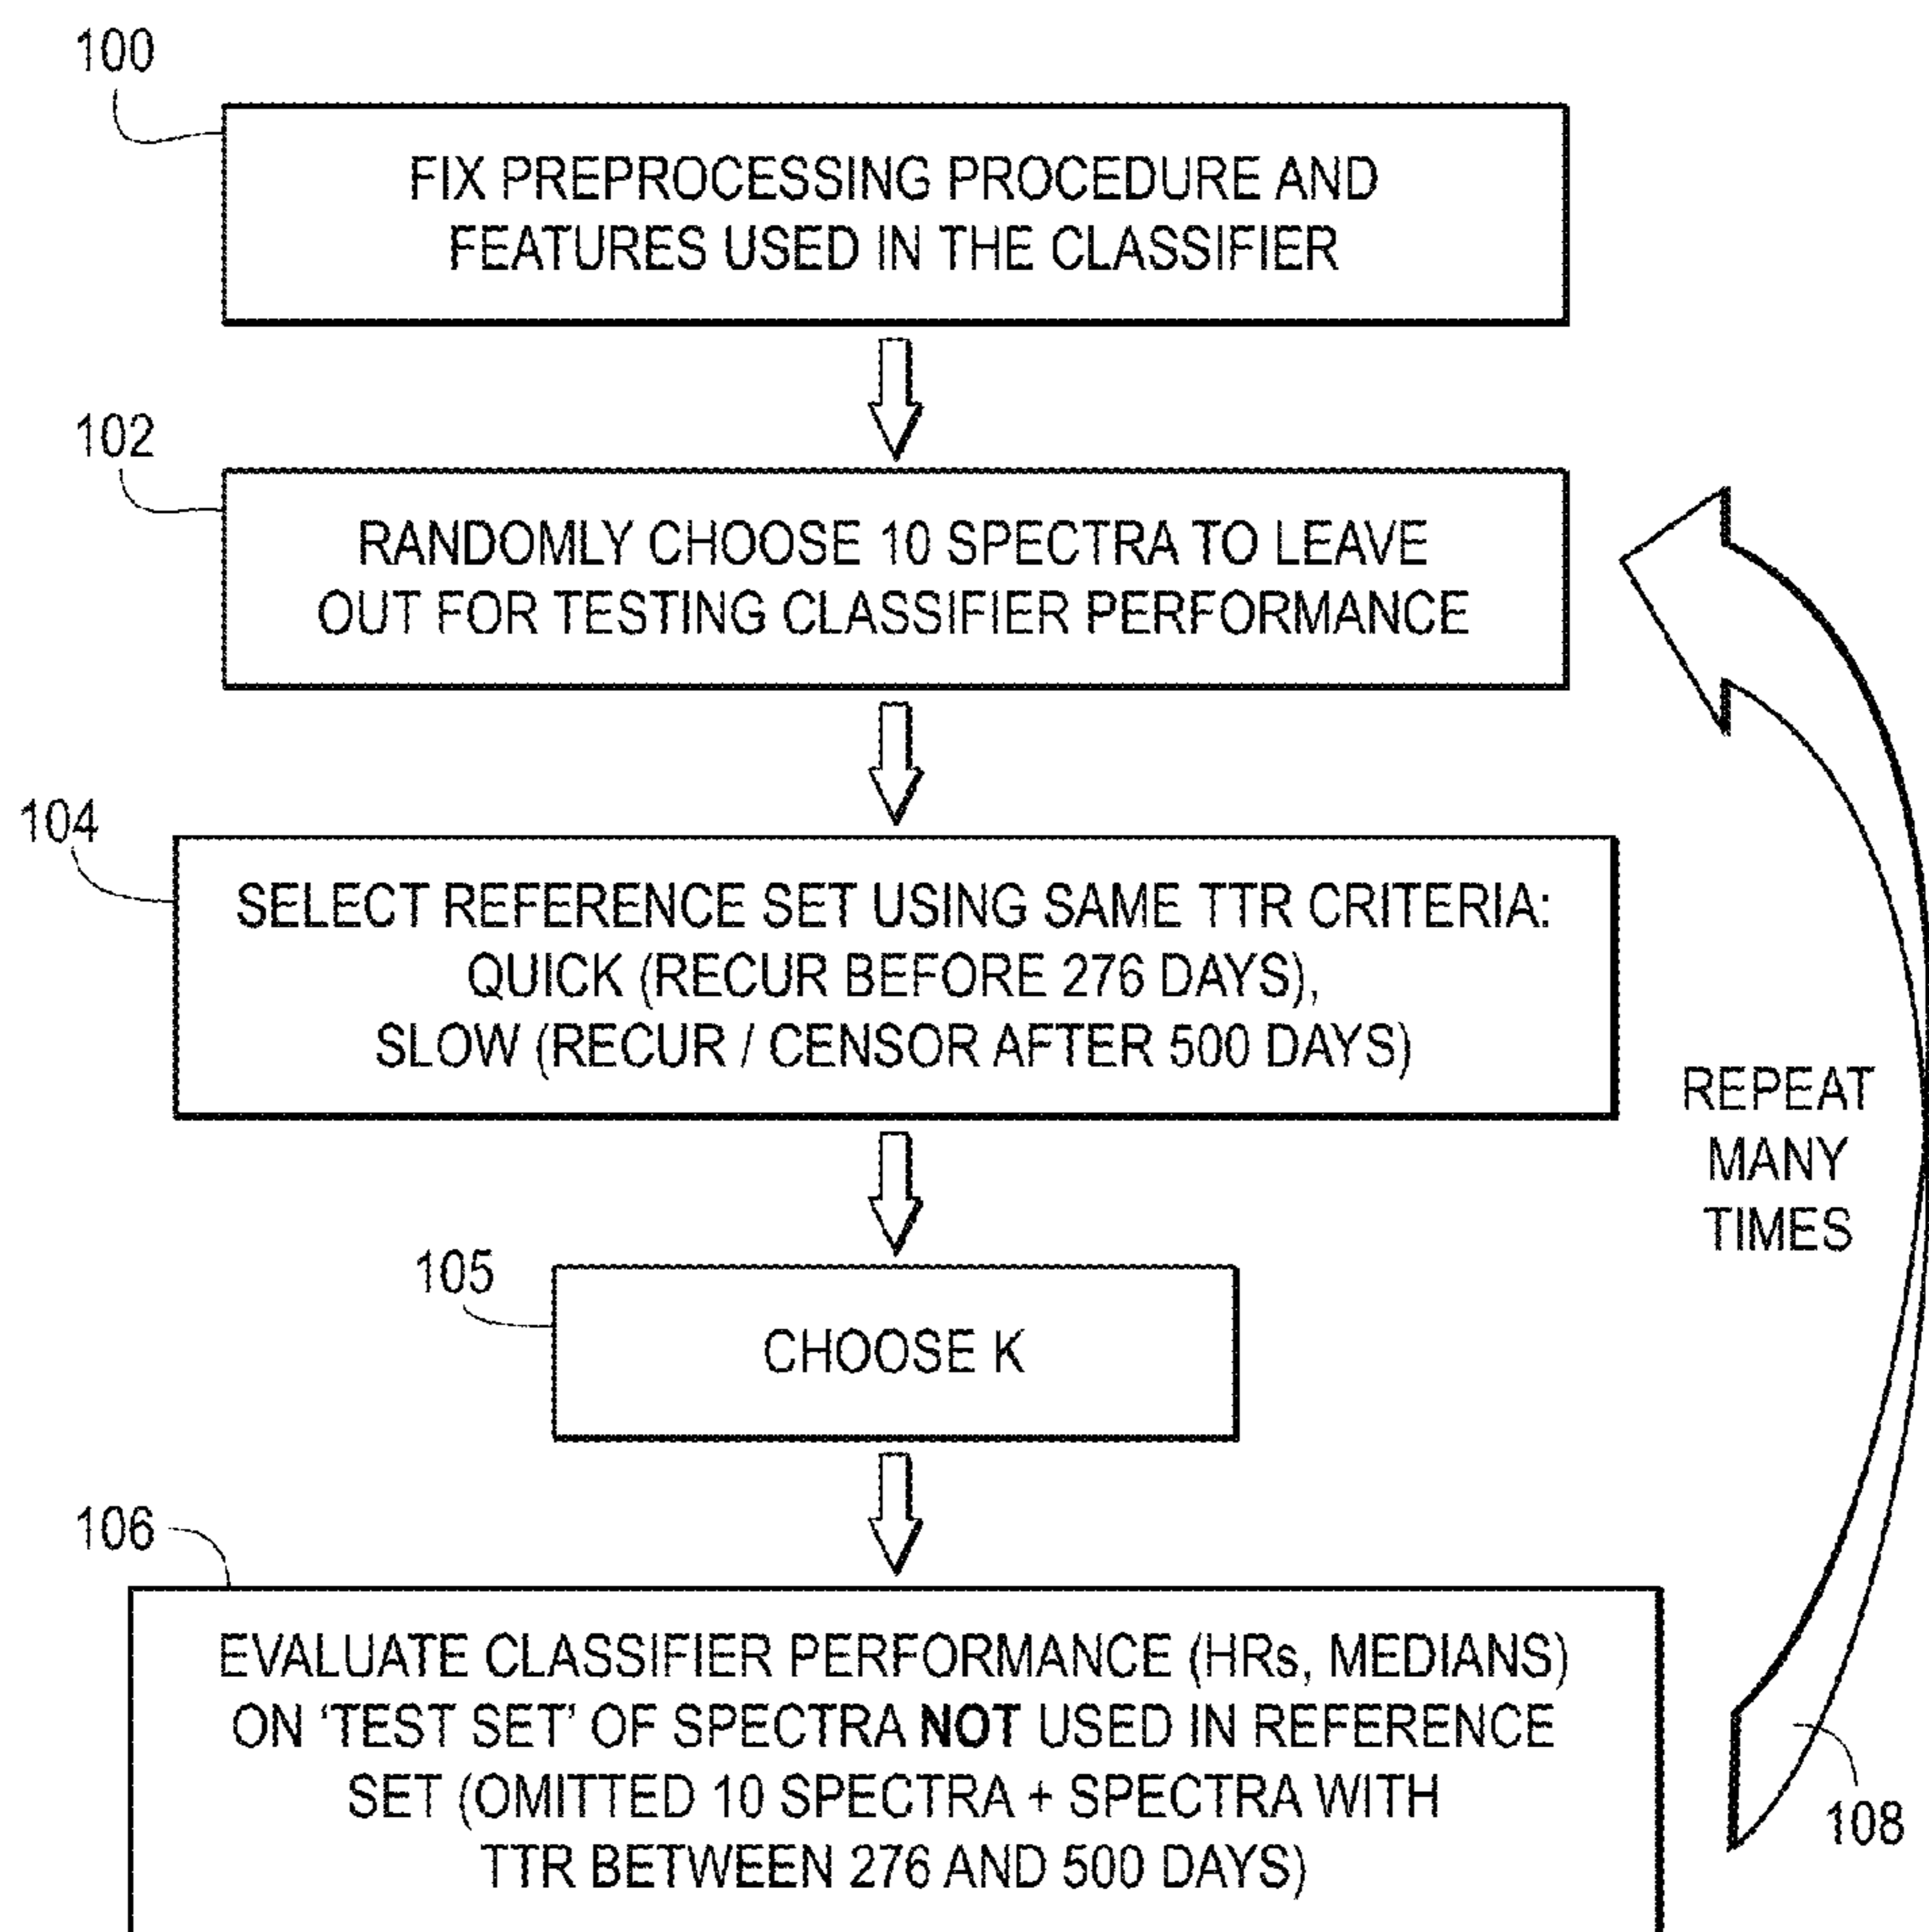 100
FIX PREPROCESSING PROCEDURE AND
FEATURES USED IN THE CLASSIFIER
102
RANDOMLY CHOOSE 10 SPECTRA TO LEAVE
OUT FOR TESTING CLASSIFIER PERFORMANCE
104
SELECT REFERENCE SET USING SAME TTR CRITERIA:
QUICK (RECUR BEFORE 276 DAYS),
SLOW (RECUR / CENSOR AFTER 500 DAYS)
REPEAT
MANY
TIMES
105
CHOOSE K
106
EVALUATE CLASSIFIER PERFORMANCE (HRs, MEDIANS)
ON ‘TEST SET’ OF SPECTRA NOT USED IN REFERENCE
SET (OMITTED 10 SPECTRA + SPECTRA WITH
TTR BETWEEN 276 AND 500 DAYS)
108